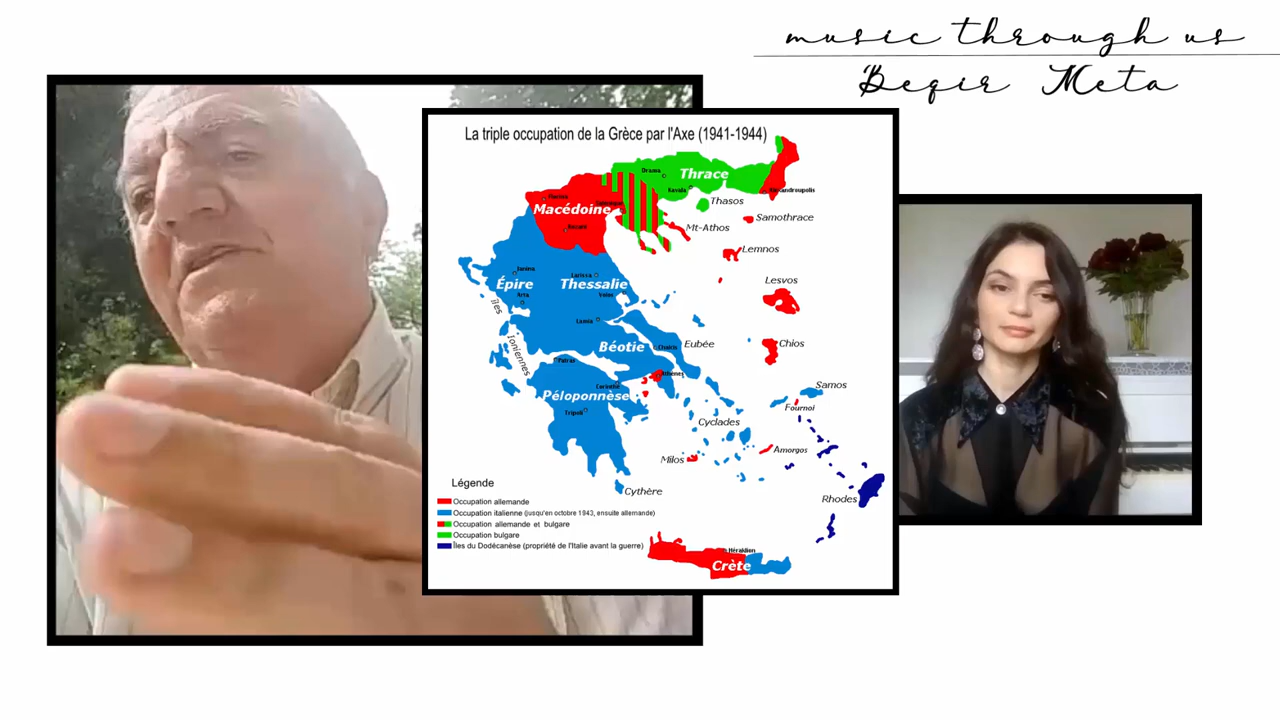 music through us
Beqir Meta
La triple occupation de la Grèce par l'Axe (1941-1944)
Drama
Thrace
Kavala
Thasos
Macédoine
Samothrace
Mt-Athos
Lemnos
Janina
Épire
Larissa
Thessalie
Volos
Arta
îles Ioniennes
Lesvos
Lamia
Béotie
Chalkis
Eubée
Chios
Patras
Athènes
Corinthe
Péloponnèse
Tripoli
Samos
Fournoi
Cyclades
Milos
Amorgos
Cythère
Rhodes
Légende
Occupation allemande
Occupation italienne (jusqu'en octobre 1943, ensuite allemande)
Occupation allemande et bulgare
Occupation bulgare
Îles du Dodécanèse (propriété de l'Italie avant la guerre)
Héraklion
Crète